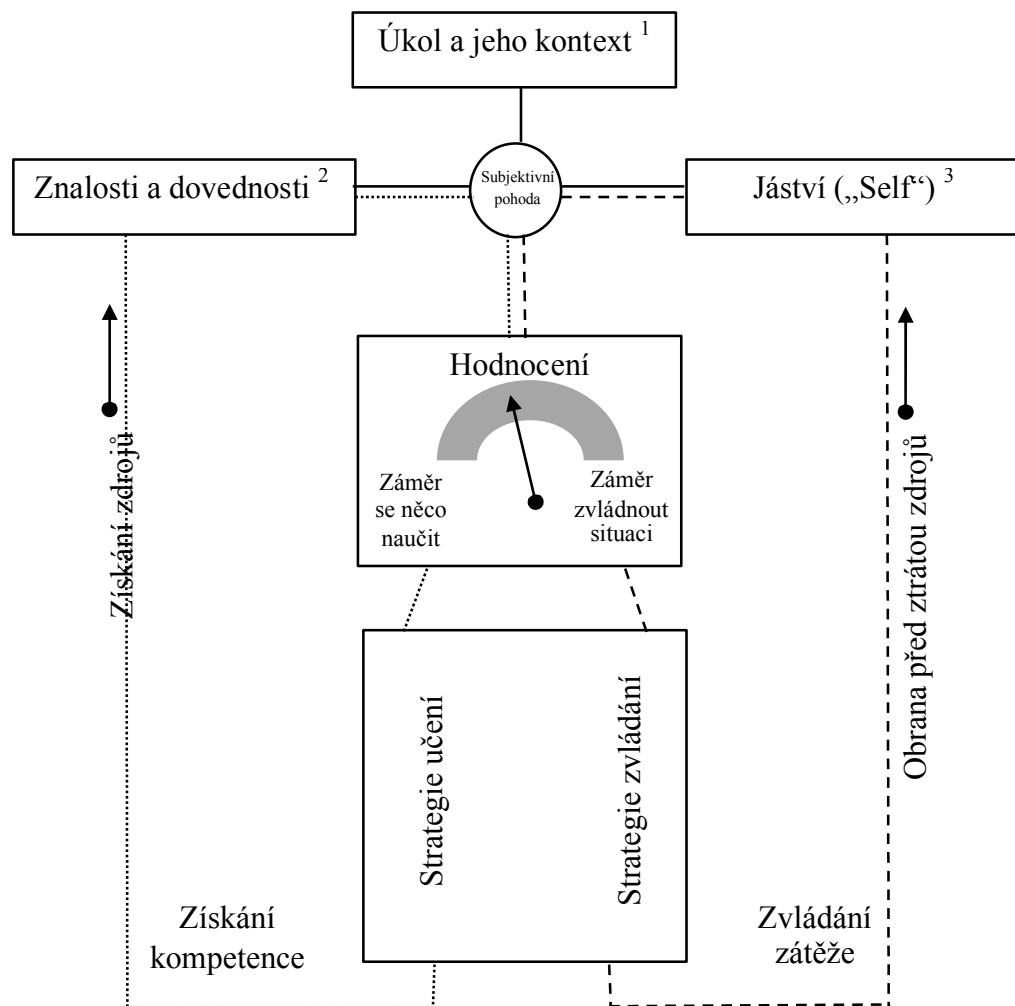 Úkol a jeho kontext 1
Znalosti a dovednosti 2
Subjektivní
pohoda
Jáství („Self“) 3
Hodnocení
Záměr
se něco
naučit
Záměr
zvládnout
situaci
Získání zdrojů
Obrana před ztrátou zdrojů
Strategie učení
Strategie zvládání
Získání
kompetence
Zvládání
zátěže